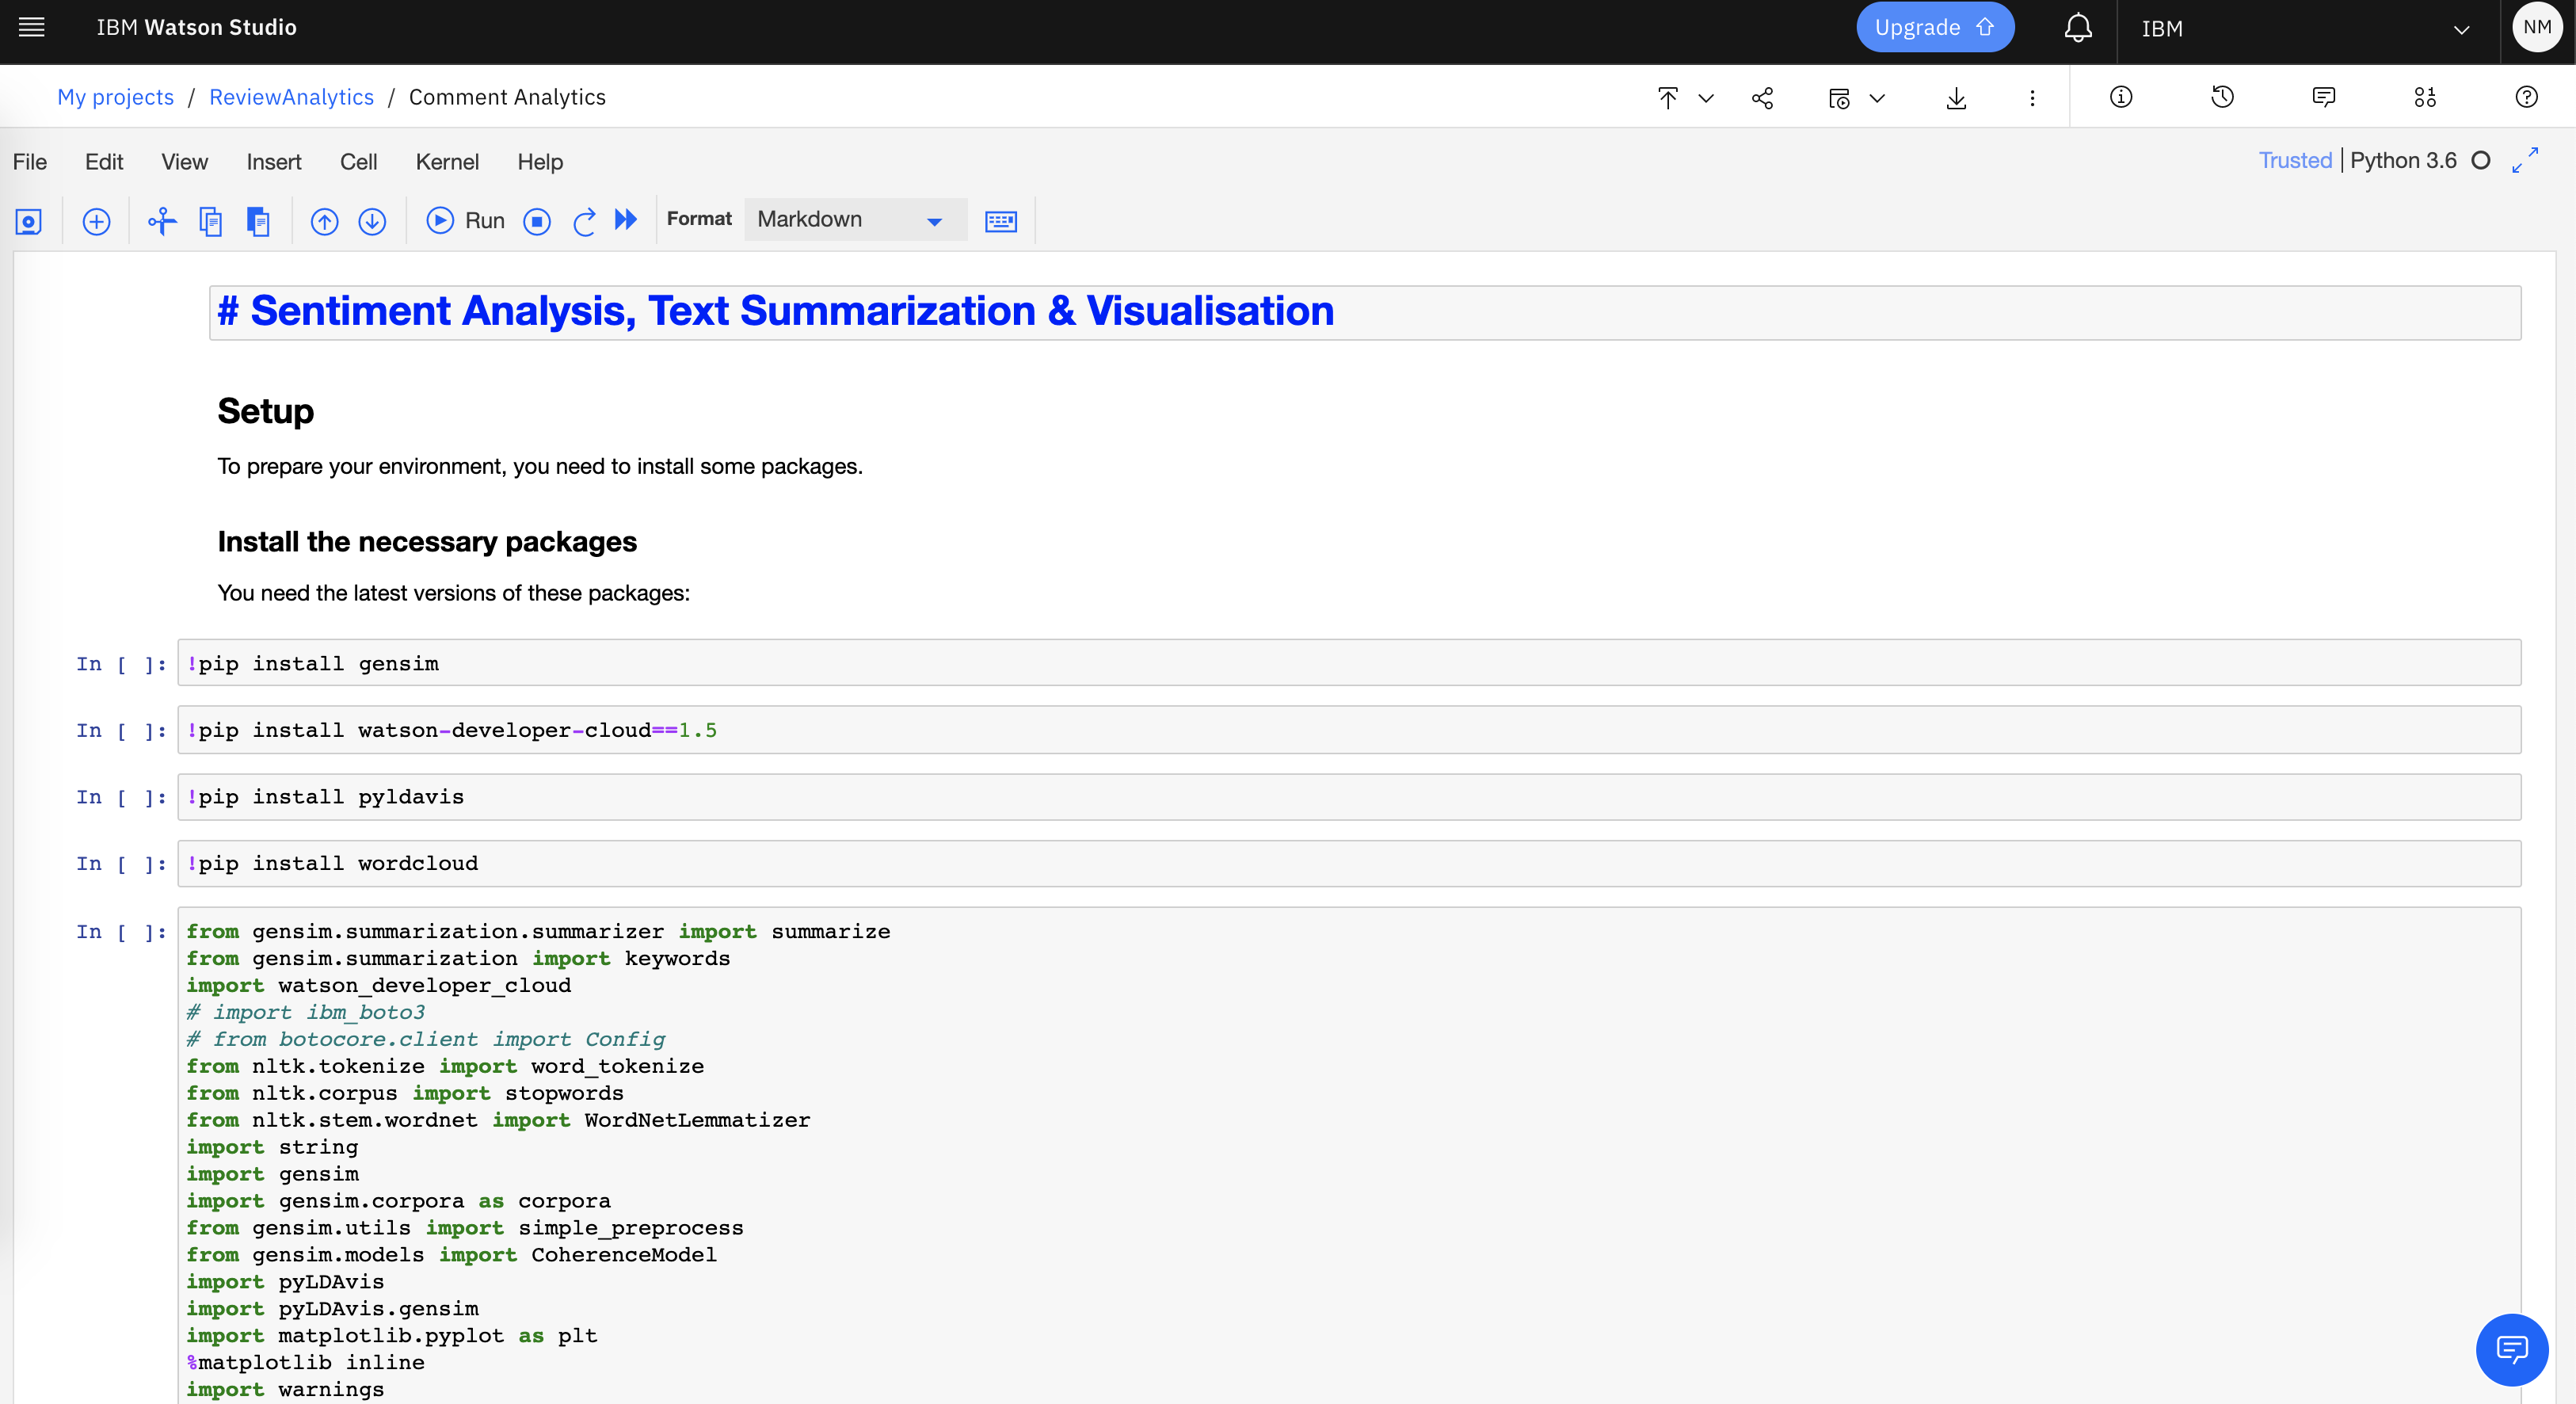 IBM Watson Studio
Upgrade
IBM
NM
My projects / ReviewAnalytics / Comment Analytics
File Edit View Insert Cell Kernel Help
Trusted | Python 3.6
Run
Format
Markdown
# Sentiment Analysis, Text Summarization & Visualisation
Setup
To prepare your environment, you need to install some packages.
Install the necessary packages
You need the latest versions of these packages:
In [ ]: !pip install gensim
In [ ]: !pip install watson-developer-cloud==1.5
In [ ]: !pip install pyldavis
In [ ]: !pip install wordcloud
In [ ]: from gensim.summarization.summarizer import summarize
from gensim.summarization import keywords
import watson_developer_cloud
# import ibm_boto3
# from botocore.client import Config
from nltk.tokenize import word_tokenize
from nltk.corpus import stopwords
from nltk.stem.wordnet import WordNetLemmatizer
import string
import gensim
import gensim.corpora as corpora
from gensim.utils import simple_preprocess
from gensim.models import CoherenceModel
import pyLDAvis
import pyLDAvis.gensim
import matplotlib.pyplot as plt
%matplotlib inline
import warnings